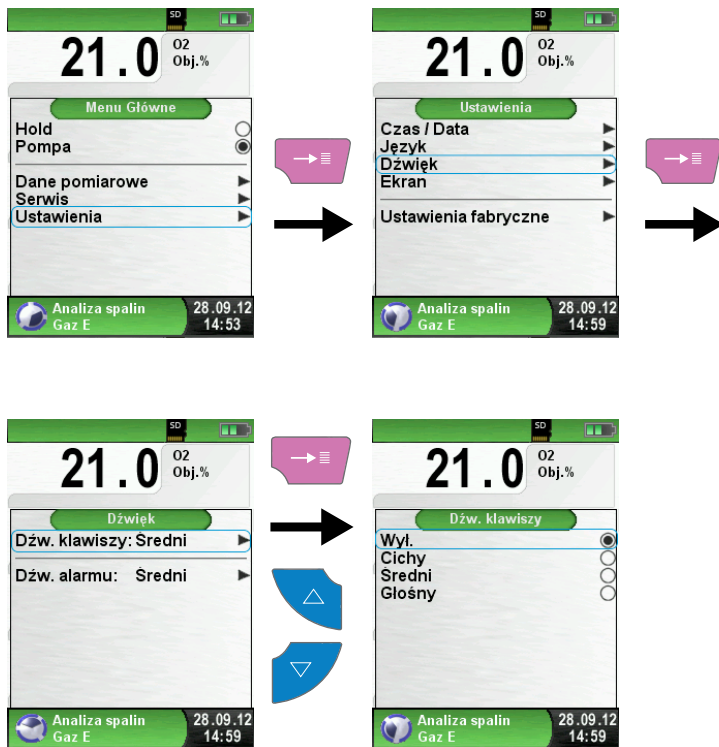 SD
21.0 O2
Obj.%
Menu Główne
Hold
Pompa
Dane pomiarowe
Serwis
Ustawienia
Analiza spalin 28.09.12
Gaz E 14:53
SD
21.0 O2
Obj.%
Ustawienia
Czas / Data
Język
Dźwięk
Ekran
Ustawienia fabryczne
Analiza spalin 28.09.12
Gaz E 14:59
SD
21.0 O2
Obj.%
Dźwięk
Dźw. klawiszy: Średni
Dźw. alarmu: Średni
Analiza spalin 28.09.12
Gaz E 14:59
SD
21.0 O2
Obj.%
Dźw. klawiszy
Wył.
Cichy
Średni
Głośny
Analiza spalin 28.09.12
Gaz E 14:59